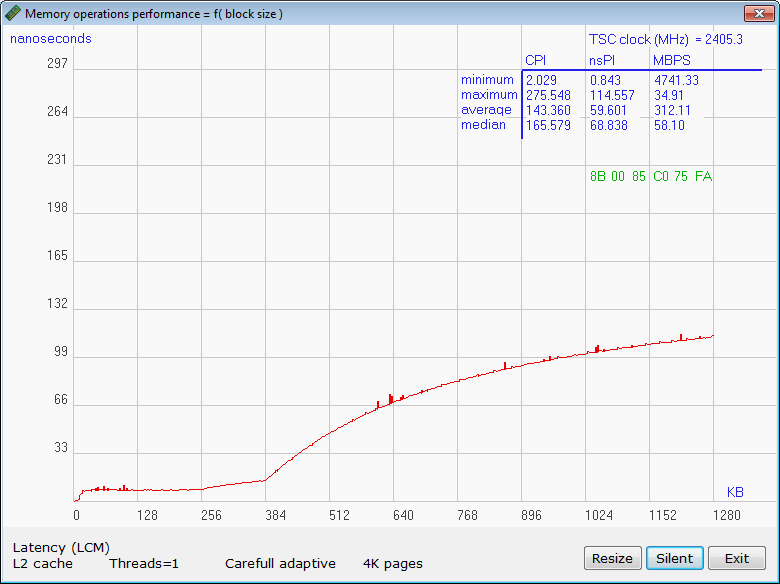 Memory operations performance = f( block size )
nanoseconds
TSC clock (MHz) = 2405.3
CPI nsPI MBPS
minimum 2.029 0.843 4741.33
maximum 275.548 114.557 34.91
average 143.360 59.601 312.11
median 165.579 68.838 58.10
8B 00 85 C0 75 FA
297
264
231
198
165
132
99
66
33
KB
0 128 256 384 512 640 768 896 1024 1152 1280
Latency (LCM)
L2 cache Threads=1 Carefull adaptive 4K pages
Resize Silent Exit